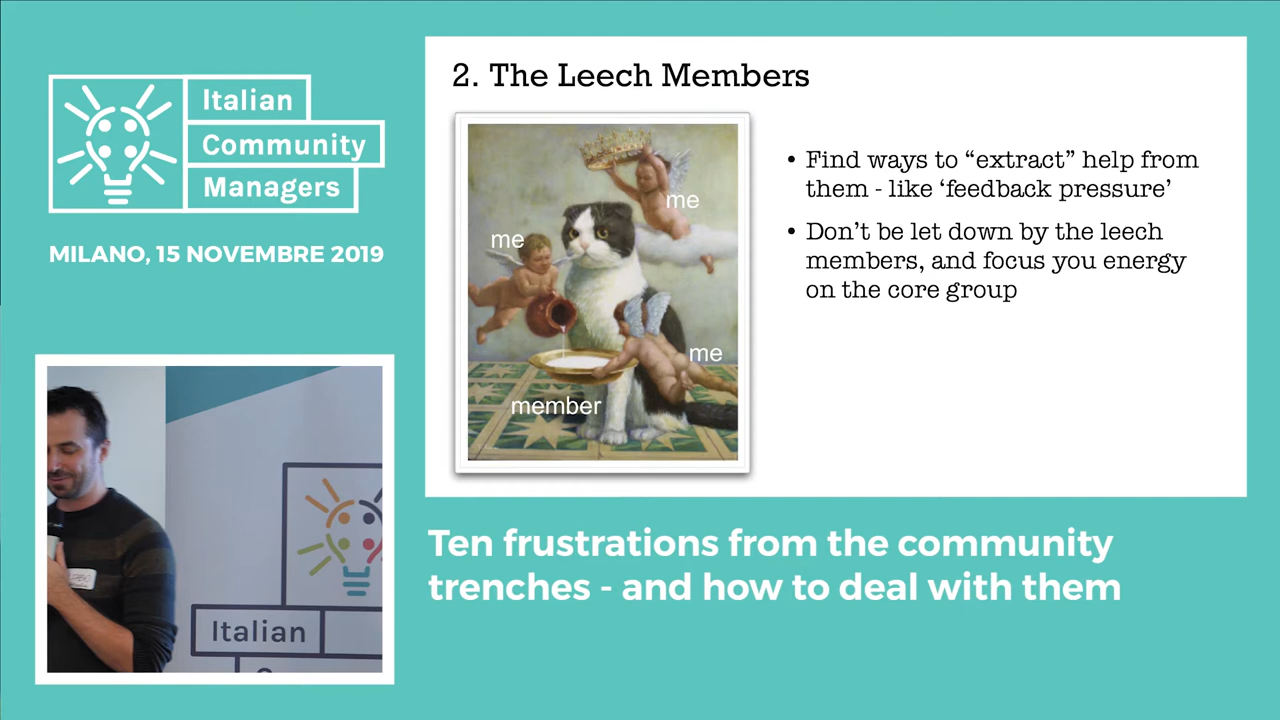 Italian
Community
Managers
MILANO, 15 NOVEMBRE 2019
2. The Leech Members
me
me
me
member
• Find ways to “extract” help from
them - like ‘feedback pressure’
• Don’t be let down by the leech
members, and focus you energy
on the core group
Italian
Ten frustrations from the community
trenches - and how to deal with them